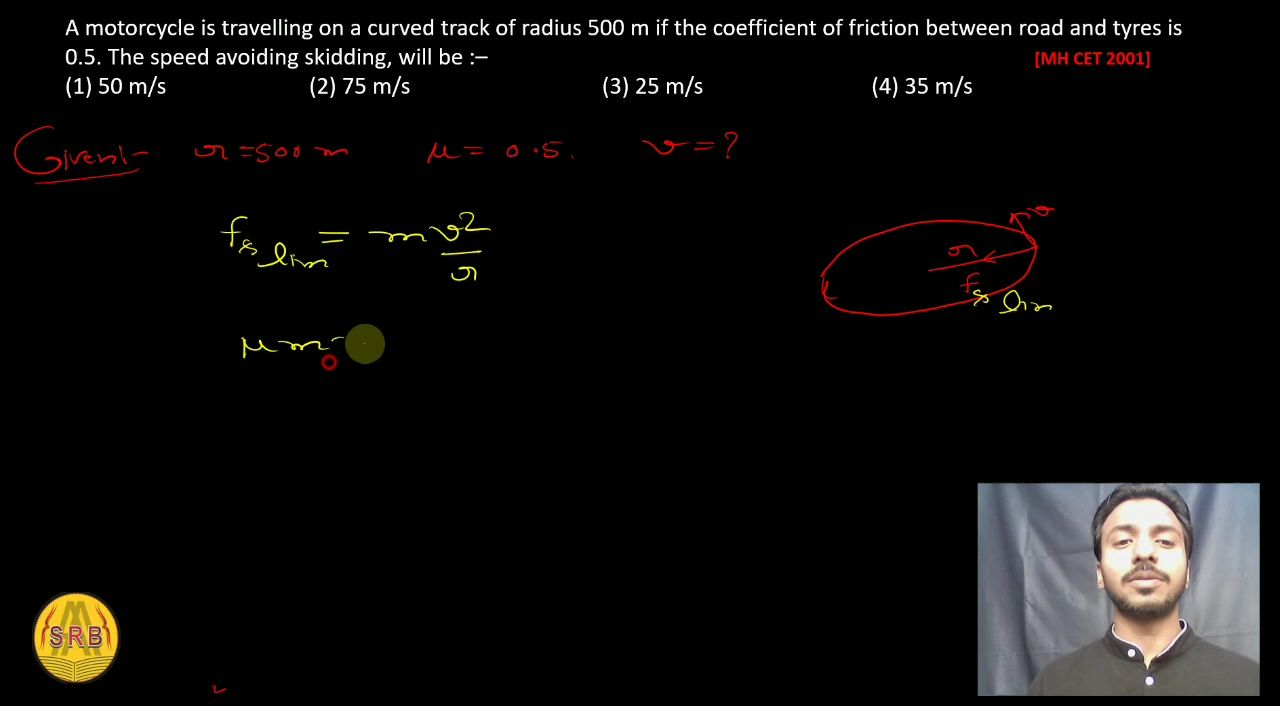 A motorcycle is travelling on a curved track of radius 500 m if the coefficient of friction between road and tyres is
0.5. The speed avoiding skidding, will be :–
[MH CET 2001]
(1) 50 m/s (2) 75 m/s (3) 25 m/s (4) 35 m/s
Given:- r = 500 m μ = 0.5. v = ?
fs lim = m v2/r
v
r
fs lim
μ m
SRB